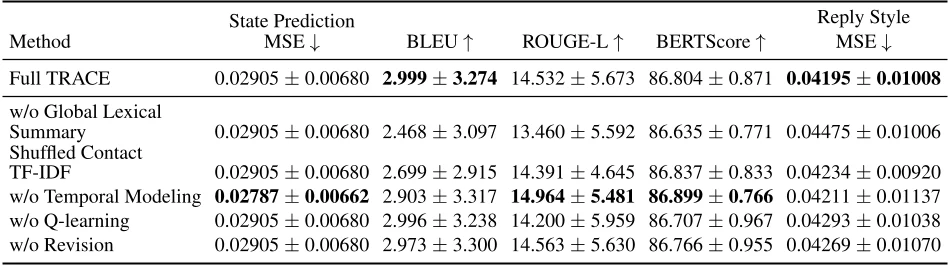 State Prediction Reply Style
Method MSE ↓ BLEU ↑ ROUGE-L ↑ BERTScore ↑ MSE ↓
Full TRACE 0.02905 ± 0.00680 2.999 ± 3.274 14.532 ± 5.673 86.804 ± 0.871 0.04195 ± 0.01008
w/o Global Lexical
Summary 0.02905 ± 0.00680 2.468 ± 3.097 13.460 ± 5.592 86.635 ± 0.771 0.04475 ± 0.01006
Shuffled Contact
TF-IDF 0.02905 ± 0.00680 2.699 ± 2.915 14.391 ± 4.645 86.837 ± 0.833 0.04234 ± 0.00920
w/o Temporal Modeling 0.02787 ± 0.00662 2.903 ± 3.317 14.964 ± 5.481 86.899 ± 0.766 0.04211 ± 0.01137
w/o Q-learning 0.02905 ± 0.00680 2.996 ± 3.238 14.200 ± 5.959 86.707 ± 0.967 0.04293 ± 0.01038
w/o Revision 0.02905 ± 0.00680 2.973 ± 3.300 14.563 ± 5.630 86.766 ± 0.955 0.04269 ± 0.01070